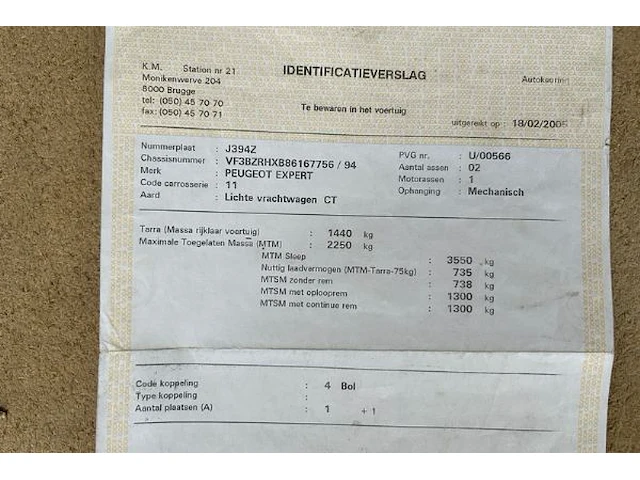 IDENTIFICATIEVERSLAG
K.M. Station nr 21
Monikenwerve 204
8000 Brugge
tel: (050) 45 70 70
fax: (050) 45 70 71
Autokeuring
Te bewaren in het voertuig
uitgereikt op : 18/02/2005
Nummerplaat : J394Z
Chassisnummer : VF3BZRHXB86167756 / 94
Merk : PEUGEOT EXPERT
Code carrosserie : 11
Aard : Lichte vrachtwagen CT
PVG nr. : U/00566
Aantal assen : 02
Motorassen : 1
Ophanging : Mechanisch
Tarra (Massa rijklaar voertuig) : 1440 kg
Maximale Toegelaten Massa (MTM) : 2250 kg
MTM Sleep : 3550 kg
Nuttig laadvermogen (MTM-Tarra-75kg) : 735 kg
MTSM zonder rem : 738 kg
MTSM met oplooprem : 1300 kg
MTSM met continue rem : 1300 kg
Code koppeling : 4 Bol
Type koppeling :
Aantal plaatsen (A) : 1 +1